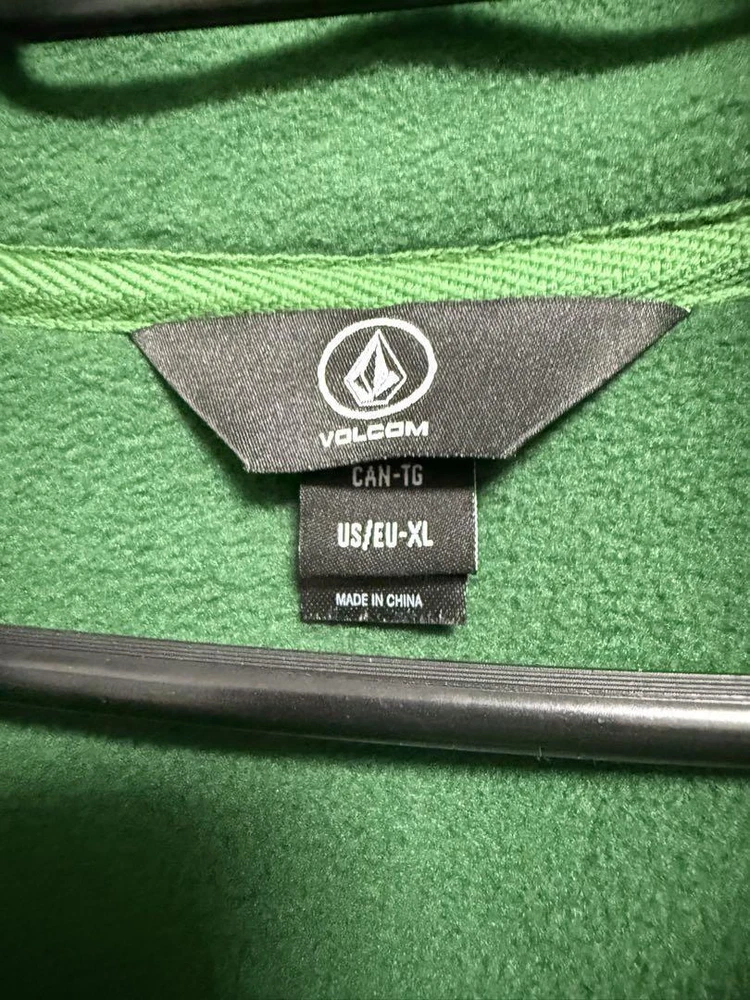 VOLCOM
CAN-TG
US/EU-XL
MADE IN CHINA